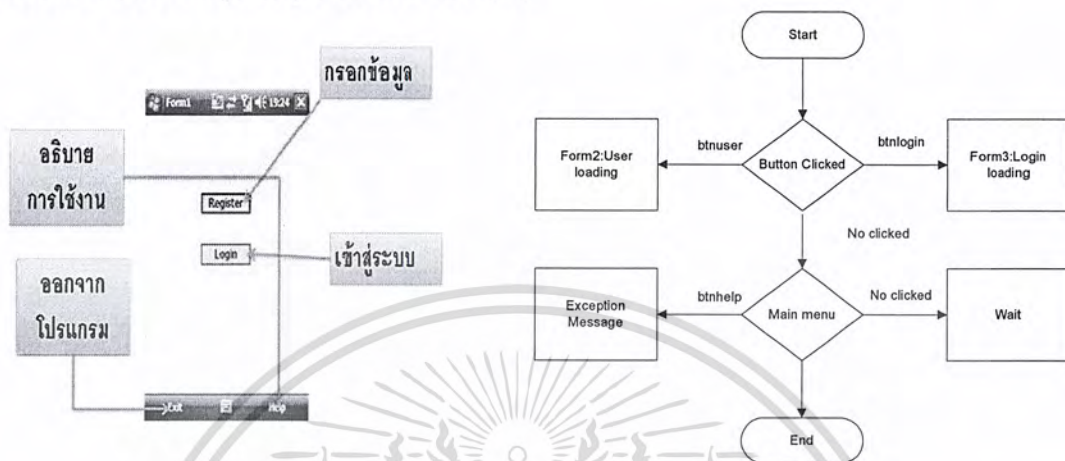 กรอกข้อมูล
Form1 19:24
อธิบาย
การใช้งาน
Register
Login
เข้าสู่ระบบ
ออกจาก
โปรแกรม
Exit
Help
Start
Button Clicked
btnuser
btnlogin
Form2:User
loading
Form3:Login
loading
No clicked
Main menu
btnhelp
No clicked
Exception
Message
Wait
End